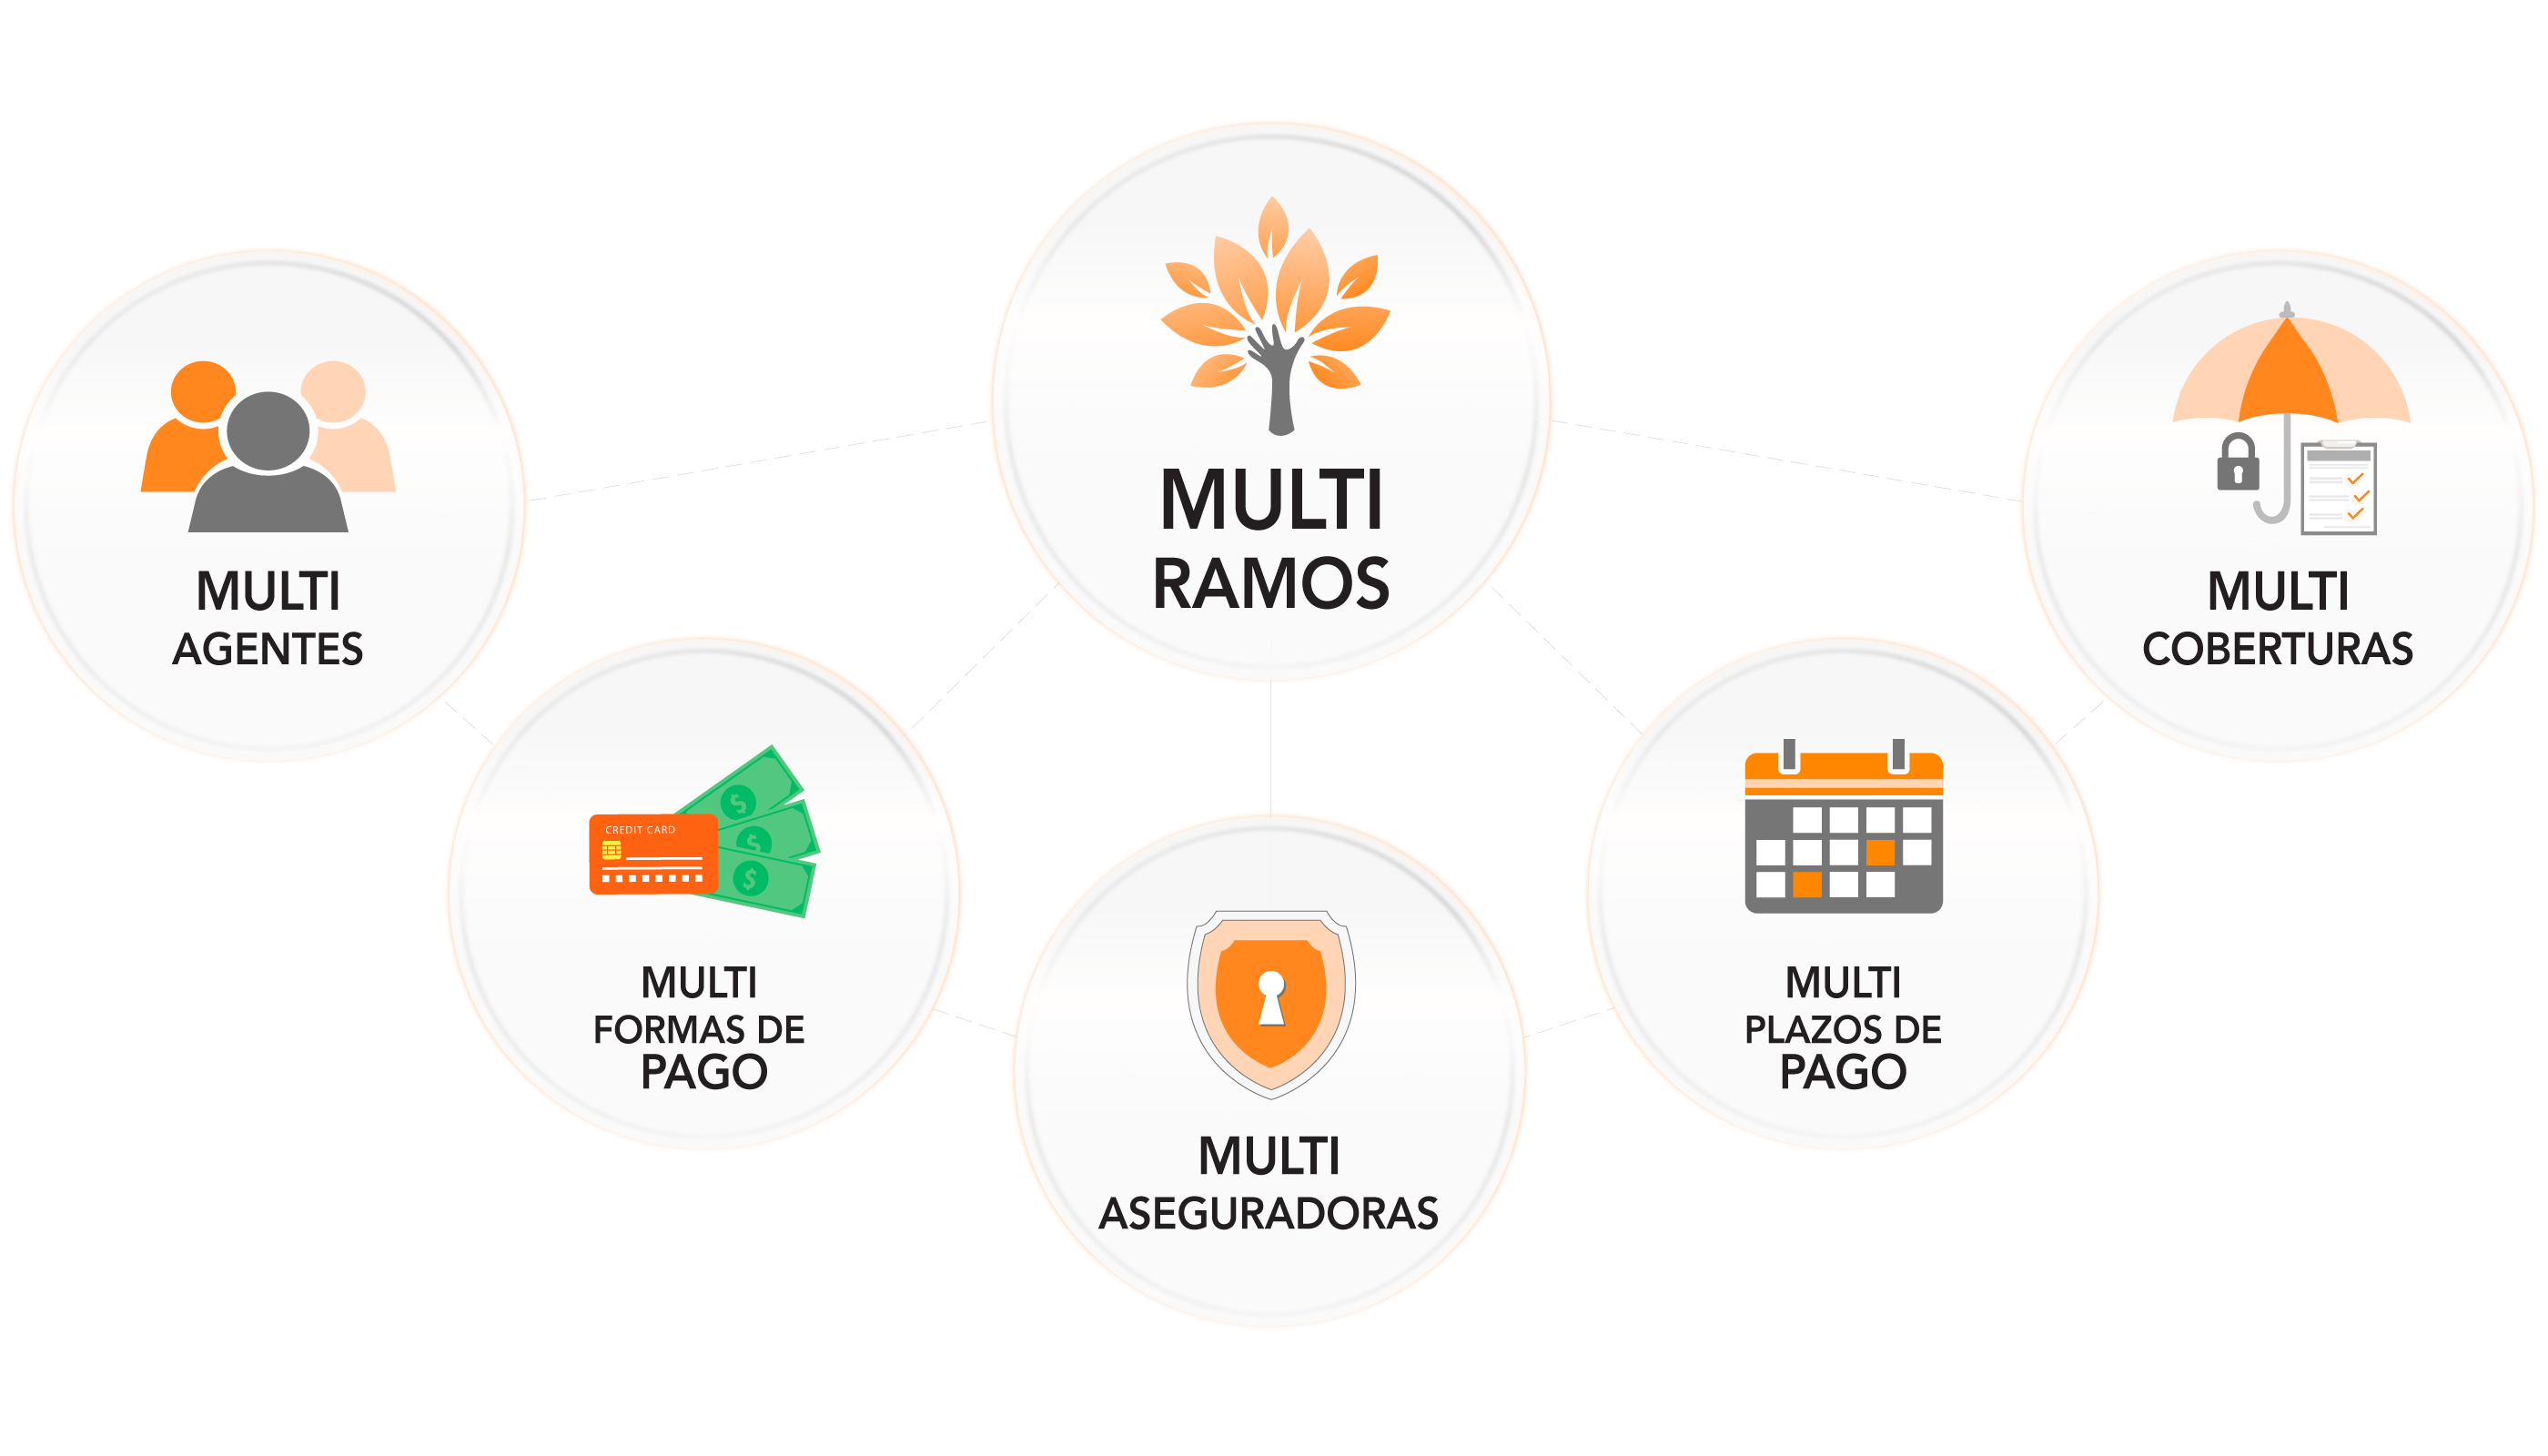 MULTI
RAMOS
MULTI
AGENTES
MULTI
COBERTURAS
CREDIT CARD
MULTI
FORMAS DE
PAGO
MULTI
PLAZOS DE
PAGO
MULTI
ASEGURADORAS